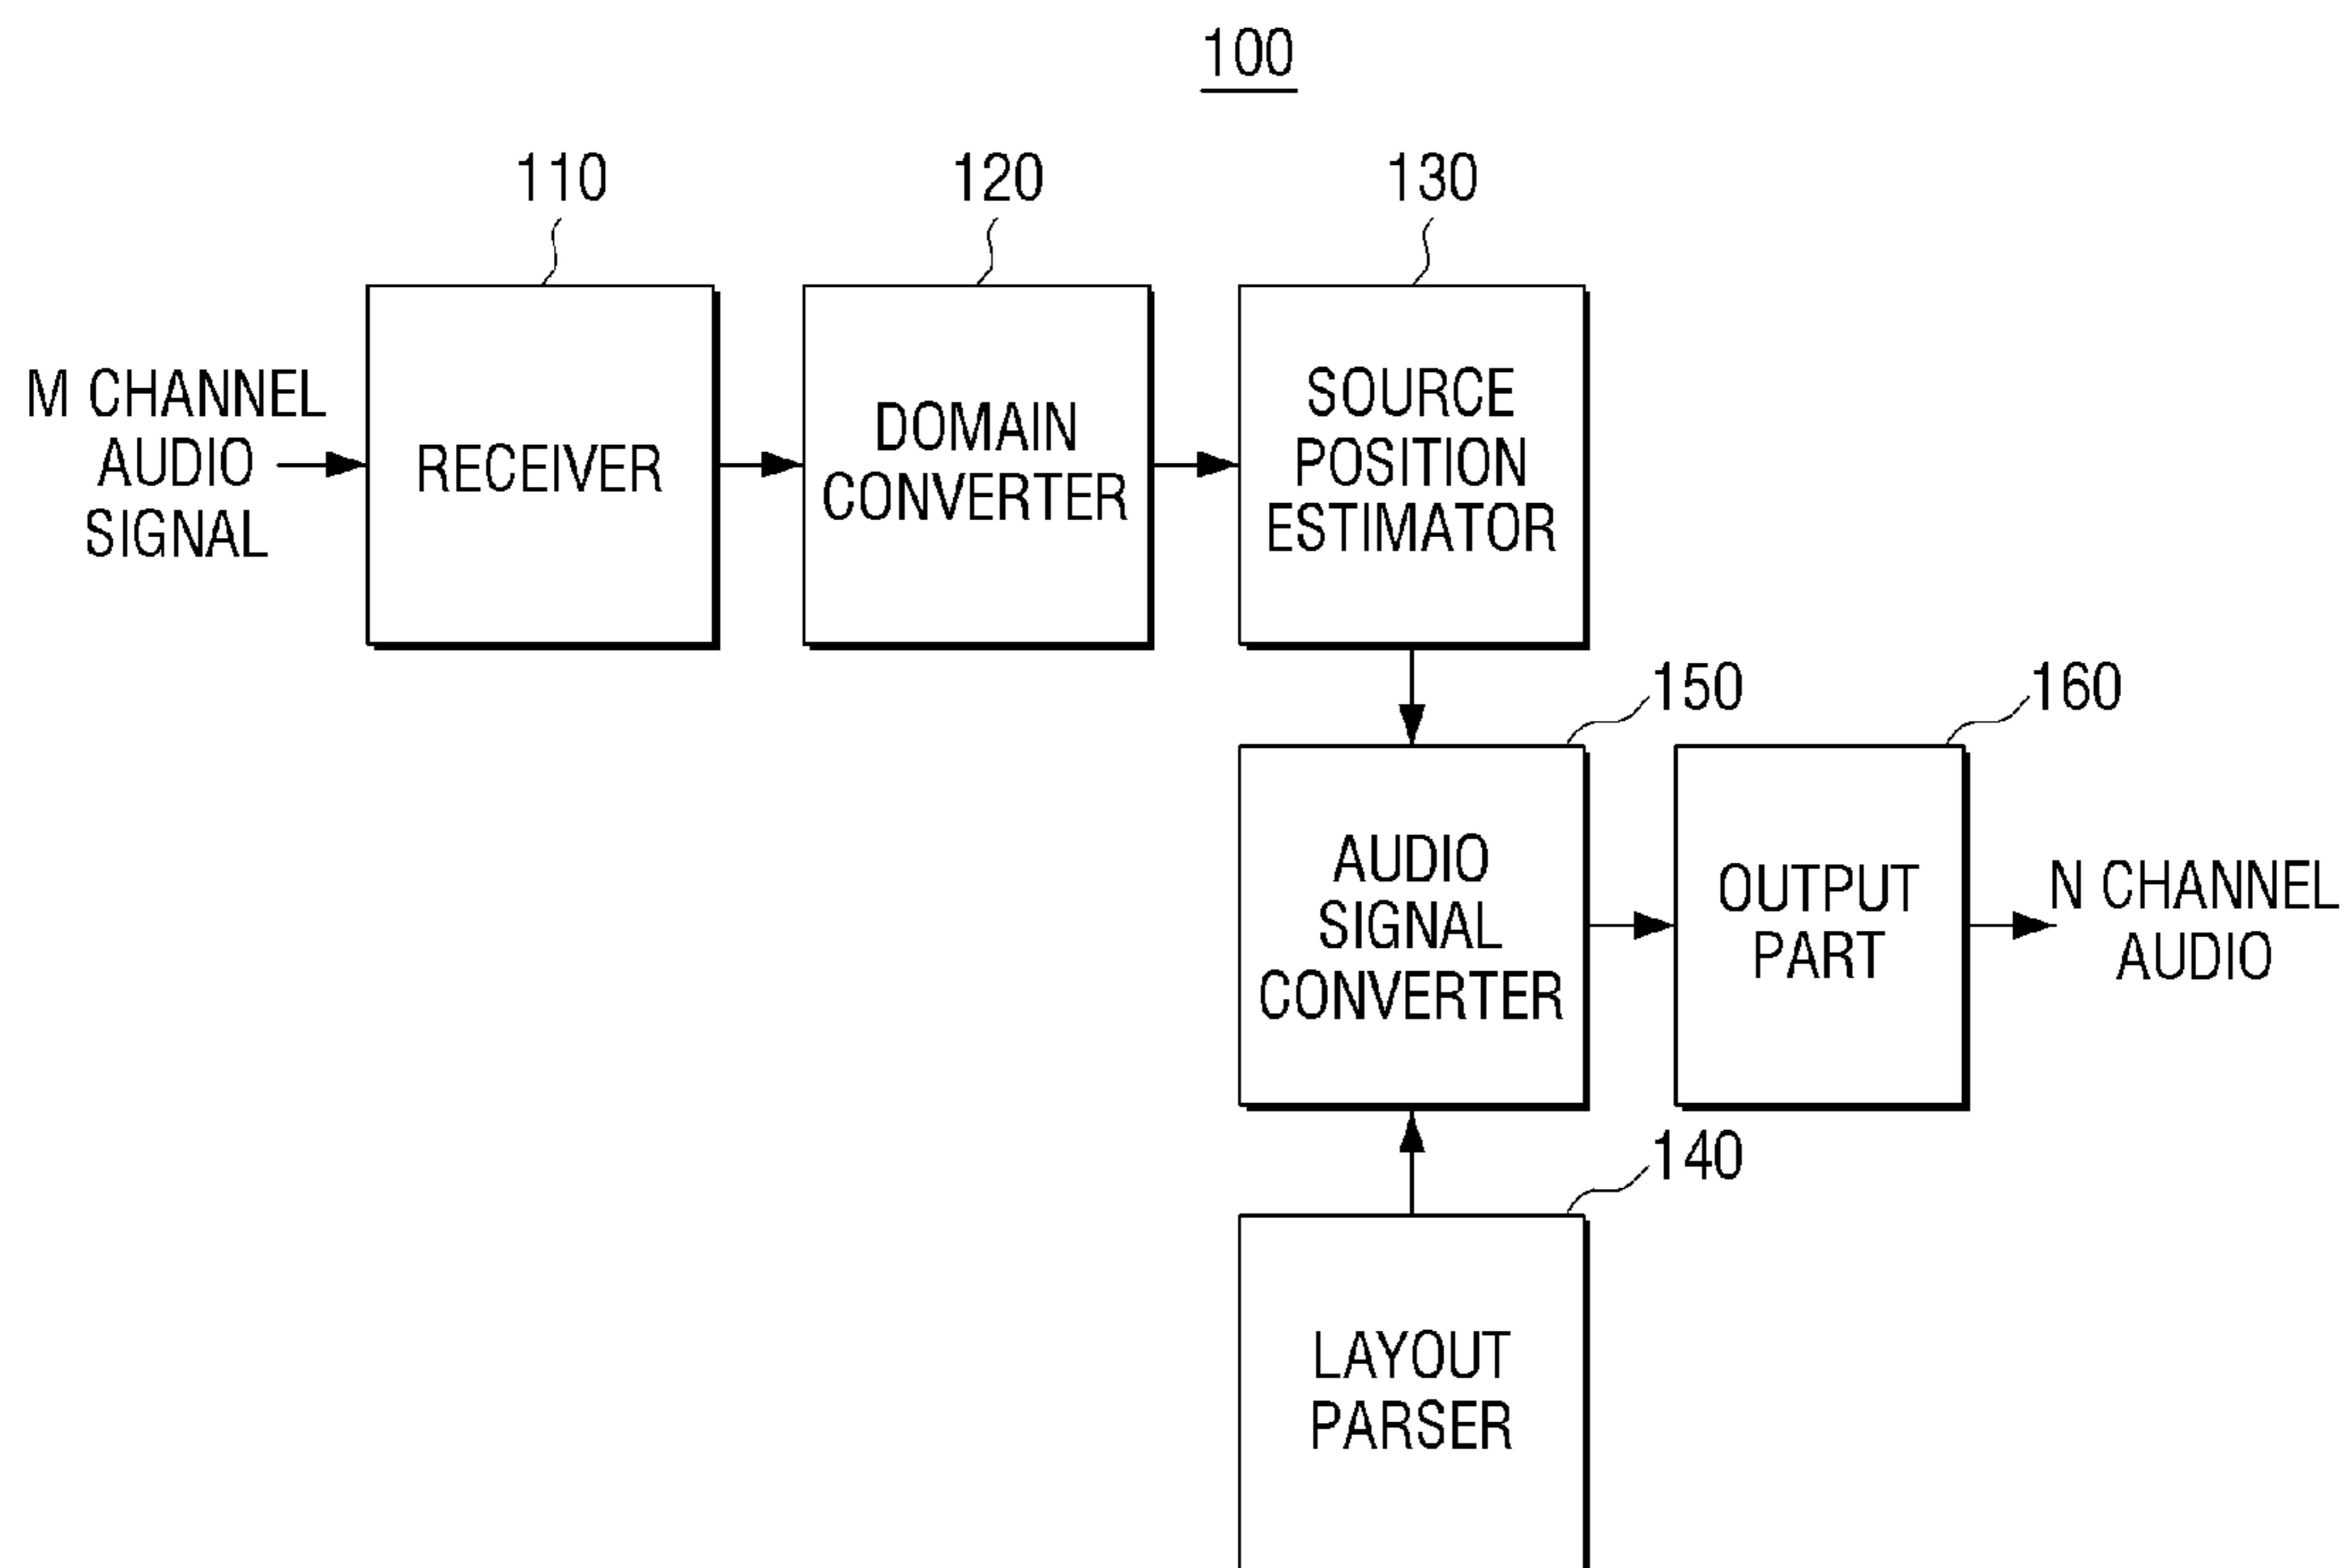 100
110
120
130
M CHANNEL
AUDIO
SIGNAL
RECEIVER
DOMAIN
CONVERTER
SOURCE
POSITION
ESTIMATOR
150
160
AUDIO
SIGNAL
CONVERTER
OUTPUT
PART
N CHANNEL
AUDIO
140
LAYOUT
PARSER